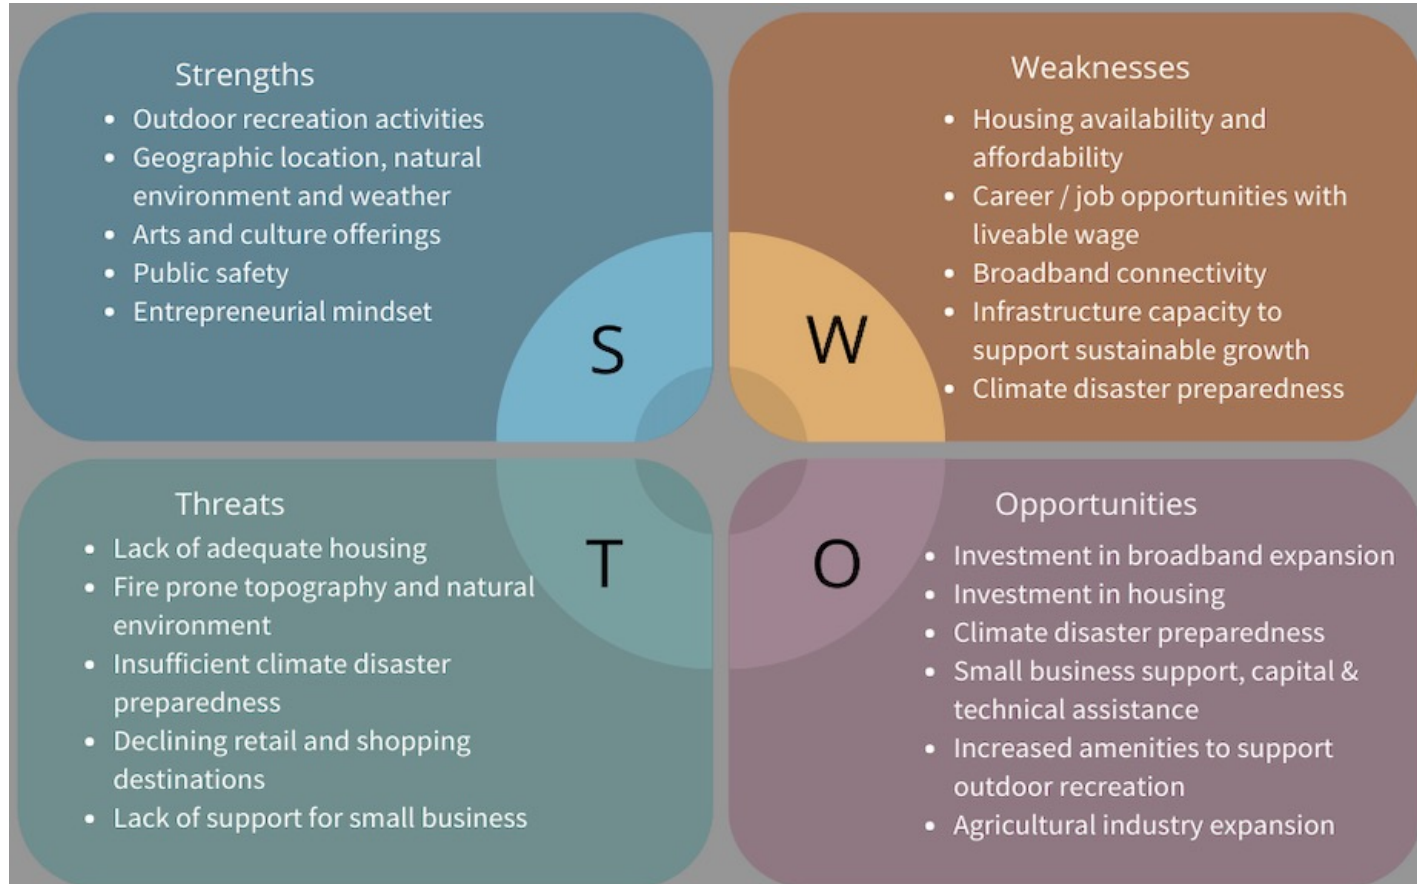 Strengths
• Outdoor recreation activities
• Geographic location, natural
environment and weather
• Arts and culture offerings
• Public safety
• Entrepreneurial mindset
S
Weaknesses
• Housing availability and
affordability
• Career / job opportunities with
liveable wage
• Broadband connectivity
• Infrastructure capacity to
support sustainable growth
• Climate disaster preparedness
W
Threats
• Lack of adequate housing
• Fire prone topography and natural
environment
• Insufficient climate disaster
preparedness
• Declining retail and shopping
destinations
• Lack of support for small business
T
Opportunities
• Investment in broadband expansion
• Investment in housing
• Climate disaster preparedness
• Small business support, capital &
technical assistance
• Increased amenities to support
outdoor recreation
• Agricultural industry expansion
O